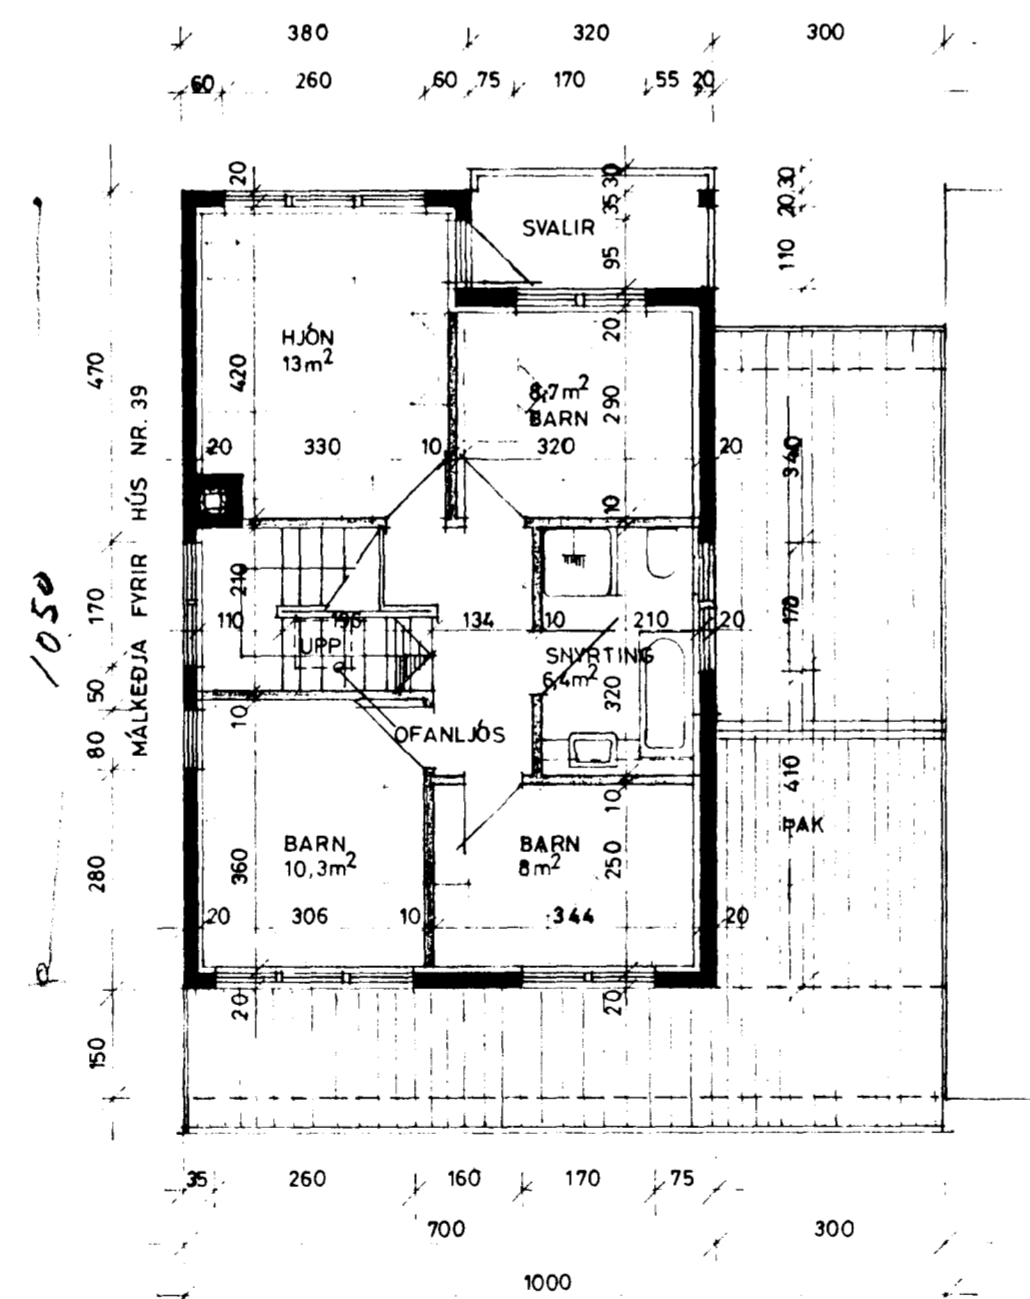 380 320 300
60 260 60 75 170 55 20
20 30
35
SVALIR
95
30
20
110
HJÓN
13m²
420
20
8,7m²
BARN
290
20 330 10 320 20
340
10
470
MÁLKEÐJA FYRIR HÚS NR. 39
1050
210
170
110 195 134 10 210 20
170
UPP
SNYRTING
6,4m²
320
50
10
OFANLJÓS
80
410
10
ÞAK
BARN
10,3m²
BARN
8m²
360
250
280
20 306 10 344 20
20 20
150
35 260 160 170 75
700 300
1000